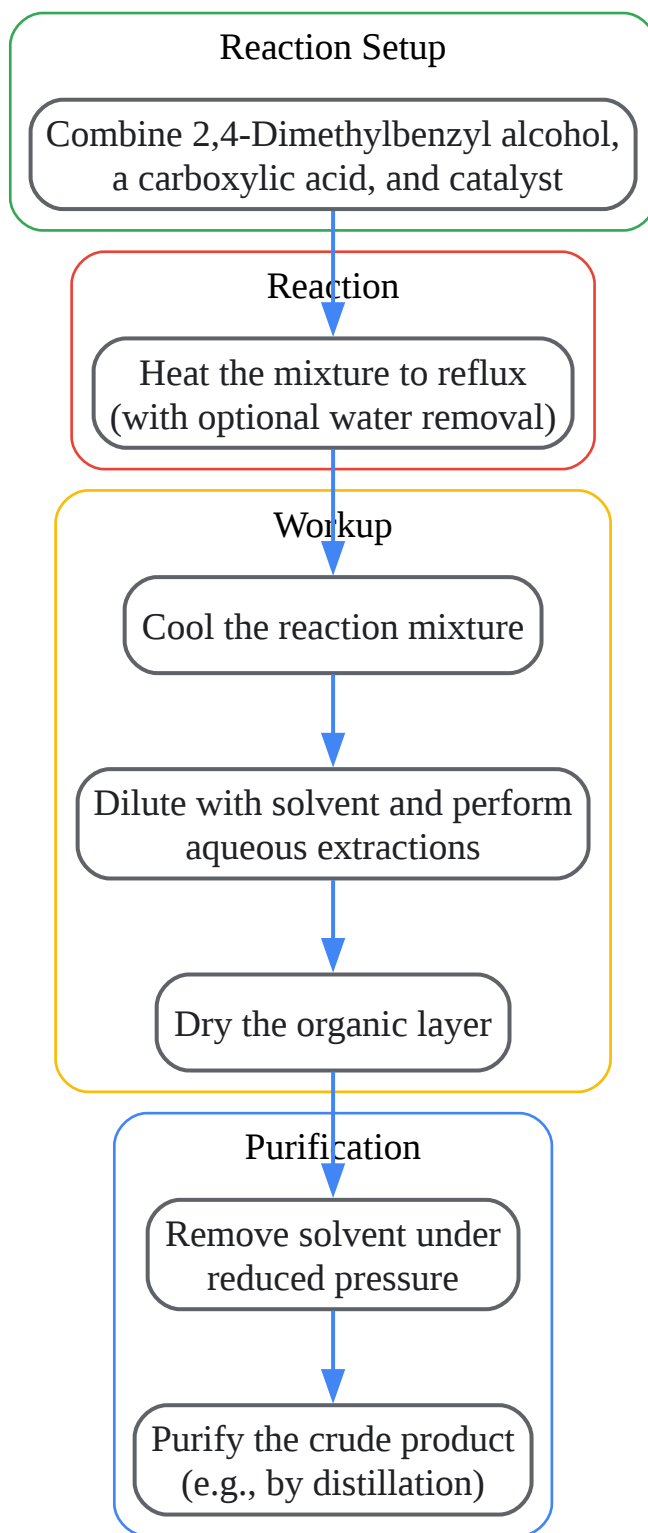 Reaction Setup
Combine 2,4-Dimethylbenzyl alcohol,
a carboxylic acid, and catalyst
Reaction
Heat the mixture to reflux
(with optional water removal)
Workup
Cool the reaction mixture
Dilute with solvent and perform
aqueous extractions
Dry the organic layer
Purification
Remove solvent under
reduced pressure
Purify the crude product
(e.g., by distillation)